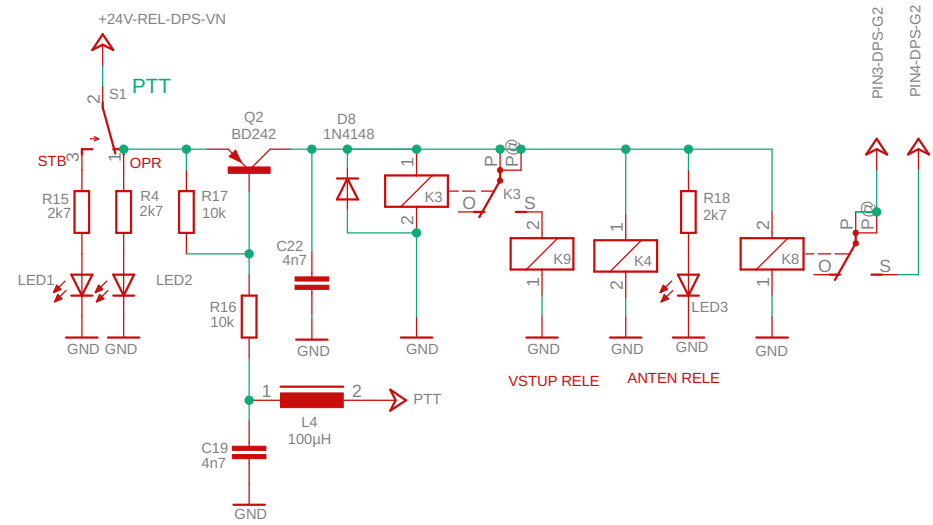 +24V-REL-DPS-VN
PIN3-DPS-G2
PIN4-DPS-G2
PTT
2
S1
Q2
BD242
D8
1N4148
STB
3
1
OPR
R15
2k7
R4
2k7
R17
10k
1
K3
2
P
P@
O
K3
S
2
K9
1
1
K4
2
R18
2k7
2
K8
1
P
P@
O
S
C22
4n7
LED1
LED2
LED3
R16
10k
GND
GND
GND
GND
GND
GND
GND
GND
VSTUP RELE
ANTEN RELE
1
2
PTT
L4
100µH
C19
4n7
GND